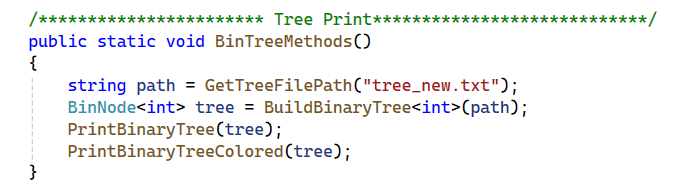 /*********************** Tree Print****************************/
public static void BinTreeMethods()
{
    string path = GetTreeFilePath("tree_new.txt");
    BinNode<int> tree = BuildBinaryTree<int>(path);
    PrintBinaryTree(tree);
    PrintBinaryTreeColored(tree);
}